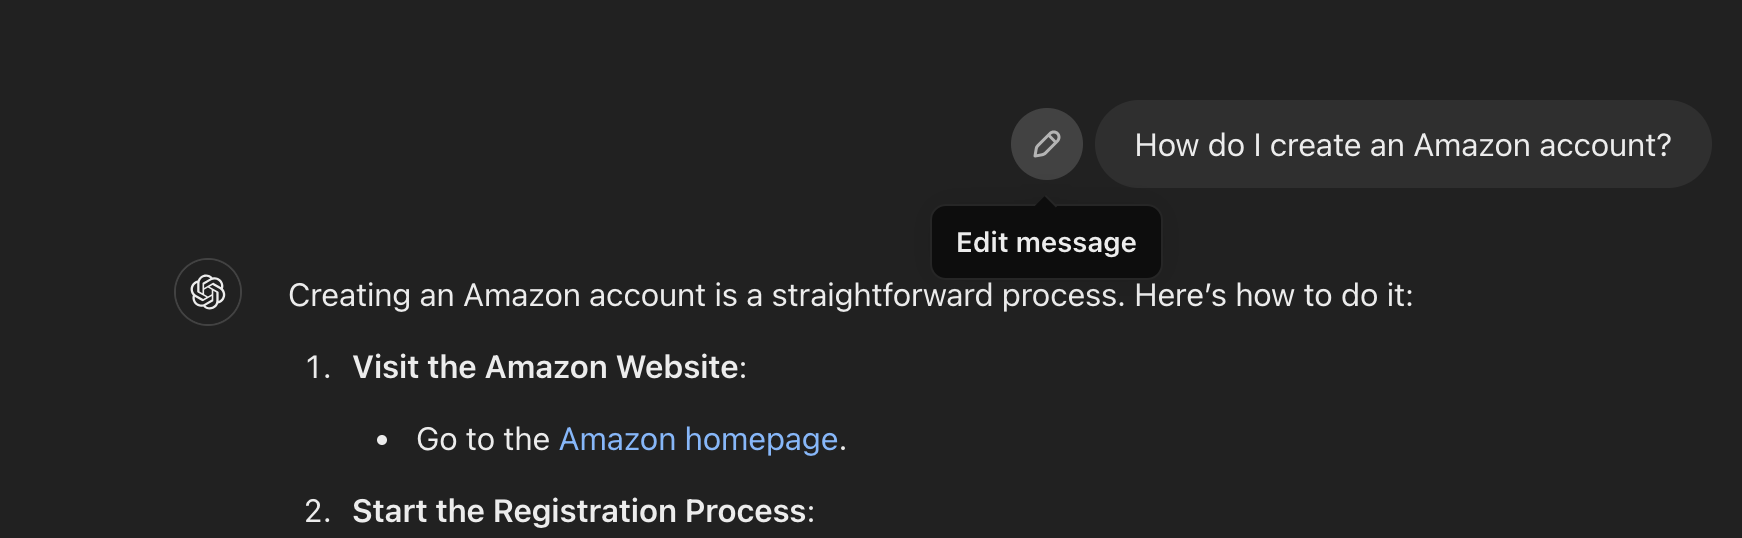 How do I create an Amazon account?
Edit message
Creating an Amazon account is a straightforward process. Here’s how to do it:
1. Visit the Amazon Website:
• Go to the Amazon homepage.
2. Start the Registration Process: